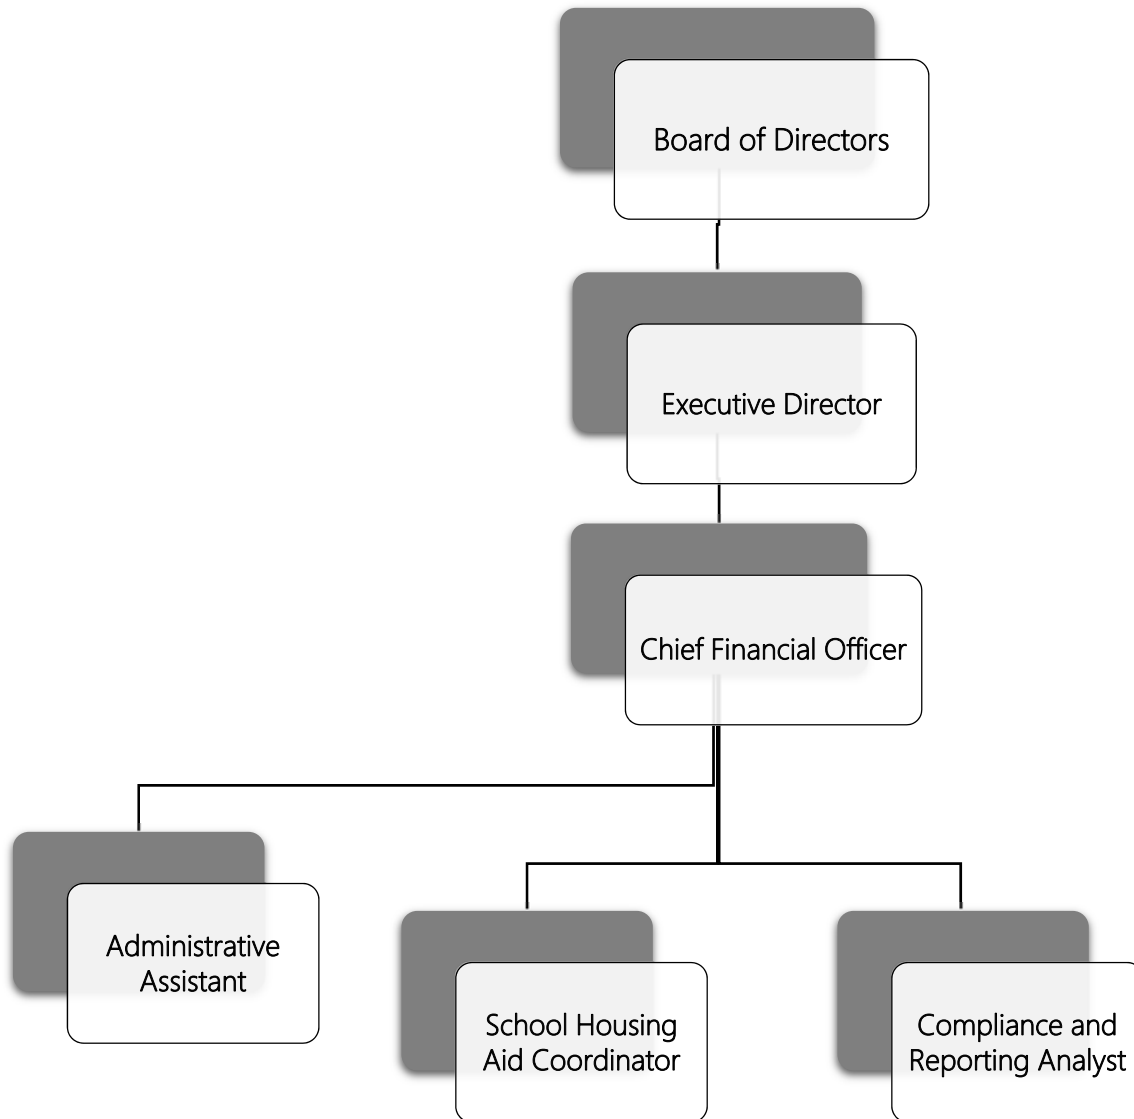 Board of Directors
Executive Director
Chief Financial Officer
Administrative
Assistant
School Housing
Aid Coordinator
Compliance and
Reporting Analyst